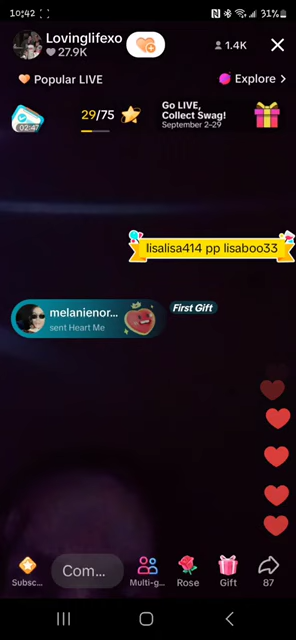 10:42 31%
Lovinglifexo
27.9K
1.4K
Popular LIVE
Explore >
02:47
29/75
Go LIVE,
Collect Swag!
September 2-29
lisalisa414 pp lisaboo33
melanienor...
sent Heart Me
First Gift
Subsc...
Com...
Multi-g...
Rose
Gift
87